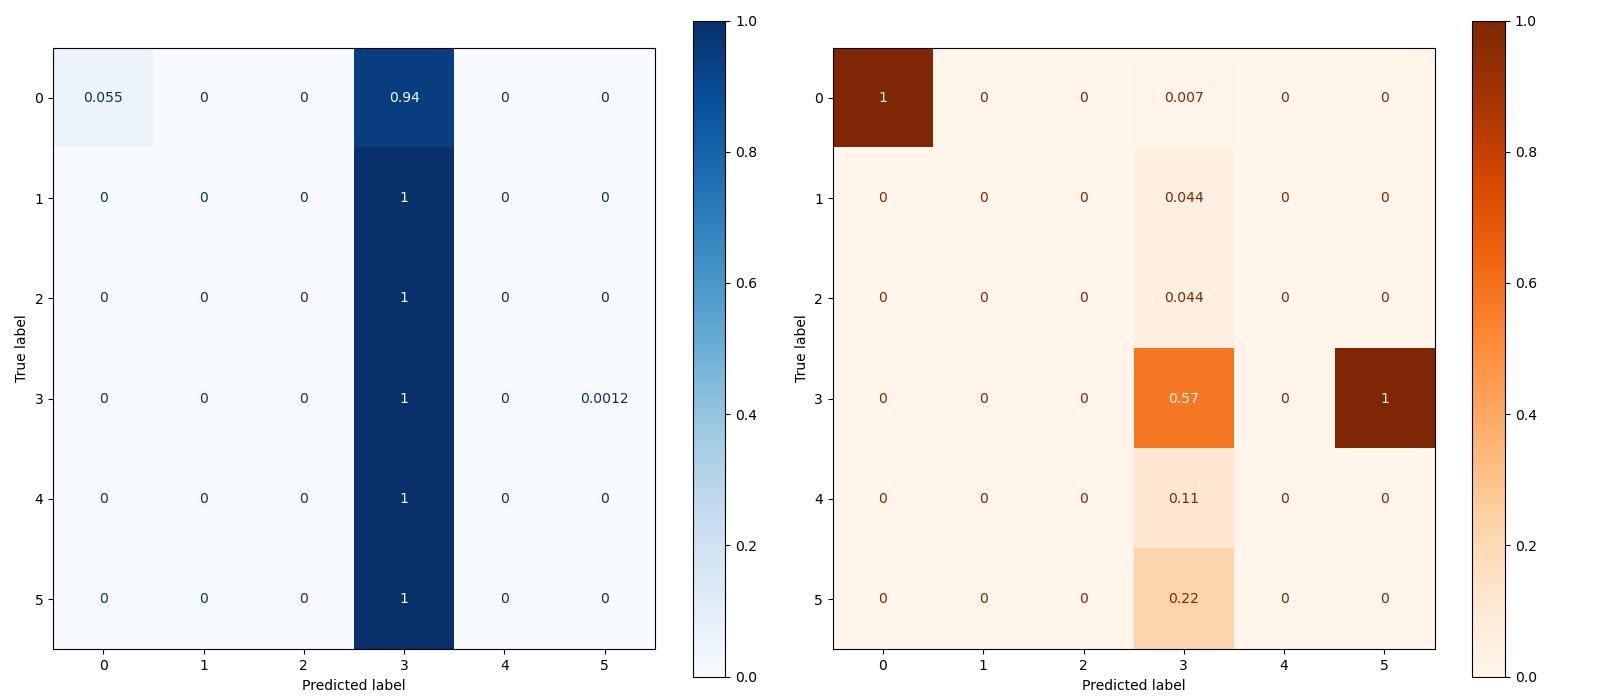 1.0
0.8
0.6
0.4
0.2
0.0
True label
0 0.055 0 0 0.94 0 0
1 0 0 0 1 0 0
2 0 0 0 1 0 0
3 0 0 0 1 0 0.0012
4 0 0 0 1 0 0
5 0 0 0 1 0 0
0 1 2 3 4 5
Predicted label
1.0
0.8
0.6
0.4
0.2
0.0
True label
0 1 0 0 0.007 0 0
1 0 0 0 0.044 0 0
2 0 0 0 0.044 0 0
3 0 0 0 0.57 0 1
4 0 0 0 0.11 0 0
5 0 0 0 0.22 0 0
0 1 2 3 4 5
Predicted label